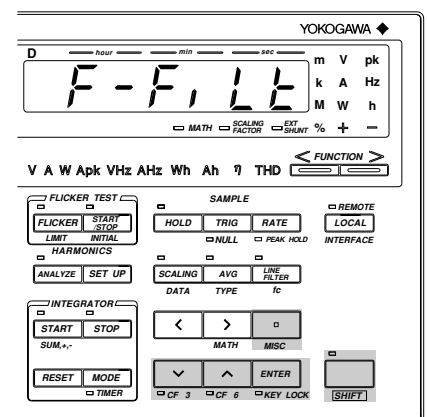 YOKOGAWA
D hour min sec
m V pk
F-FiLt
k A Hz
M W h
MATH SCALING FACTOR EXT SHUNT % + −
< FUNCTION >
V A W Apk VHz AHz Wh Ah η THD
FLICKER TEST SAMPLE REMOTE
FLICKER START /STOP HOLD TRIG RATE LOCAL
LIMIT INITIAL NULL PEAK HOLD INTERFACE
HARMONICS
ANALYZE SET UP SCALING AVG LINE FILTER
DATA TYPE fc
INTEGRATOR
START STOP < >
SUM,+,- MATH MISC
RESET MODE ENTER
TIMER CF 3 CF 6 KEY LOCK SHIFT